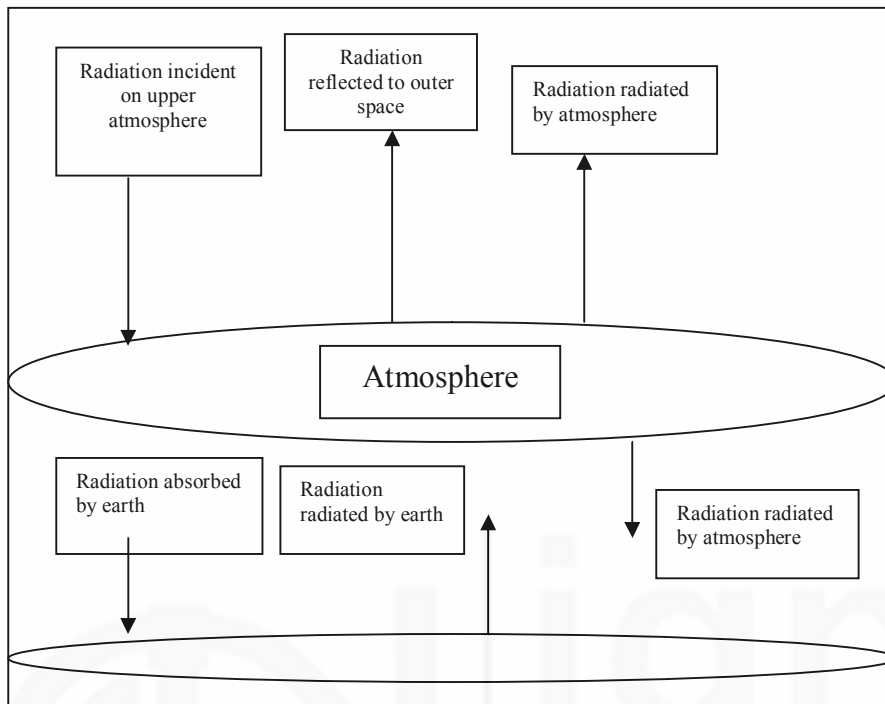 Radiation incident
on upper
atmosphere
Radiation
reflected to outer
space
Radiation radiated
by atmosphere
Atmosphere
Radiation absorbed
by earth
Radiation
radiated by earth
Radiation radiated
by atmosphere